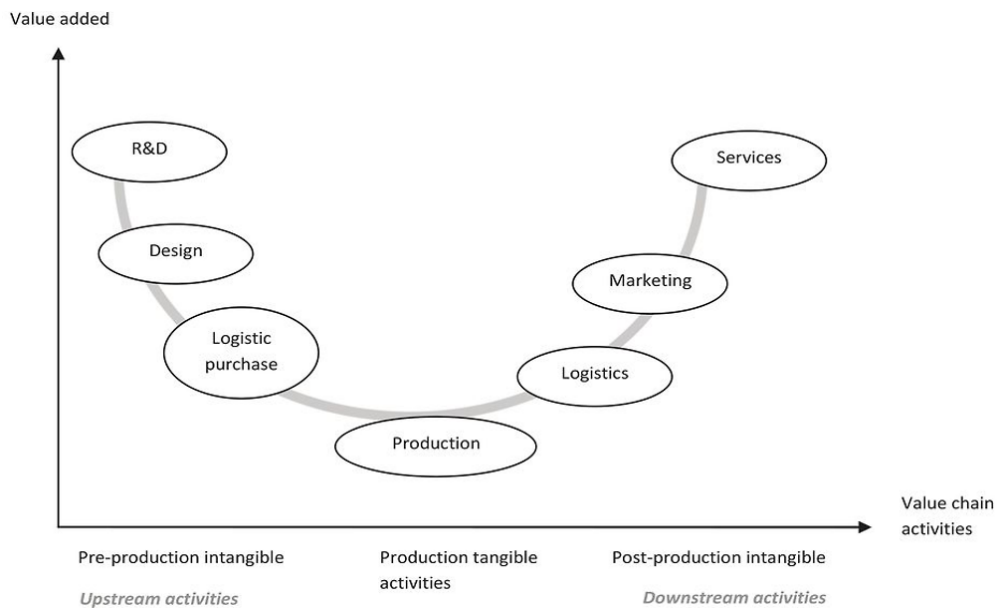 Value added
R&D
Services
Design
Marketing
Logistic
purchase
Logistics
Production
Value chain
activities
Pre-production intangible
Production tangible
activities
Post-production intangible
Upstream activities
Downstream activities